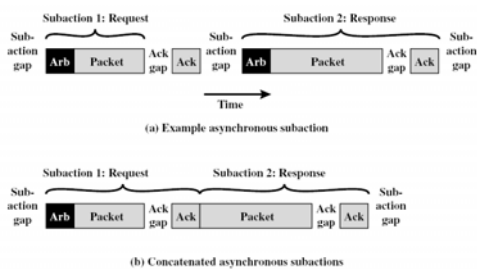 Subaction 1: Request Subaction 2: Response
Sub-
action
gap
Arb Packet
Ack
gap
Ack
Sub-
action
gap
Arb Packet
Ack
gap
Ack
Sub-
action
gap
Time
(a) Example asynchronous subaction
Subaction 1: Request Subaction 2: Response
Sub-
action
gap
Arb Packet
Ack
gap
Ack Packet
Ack
gap
Ack
Sub-
action
gap
(b) Concatenated asynchronous subactions